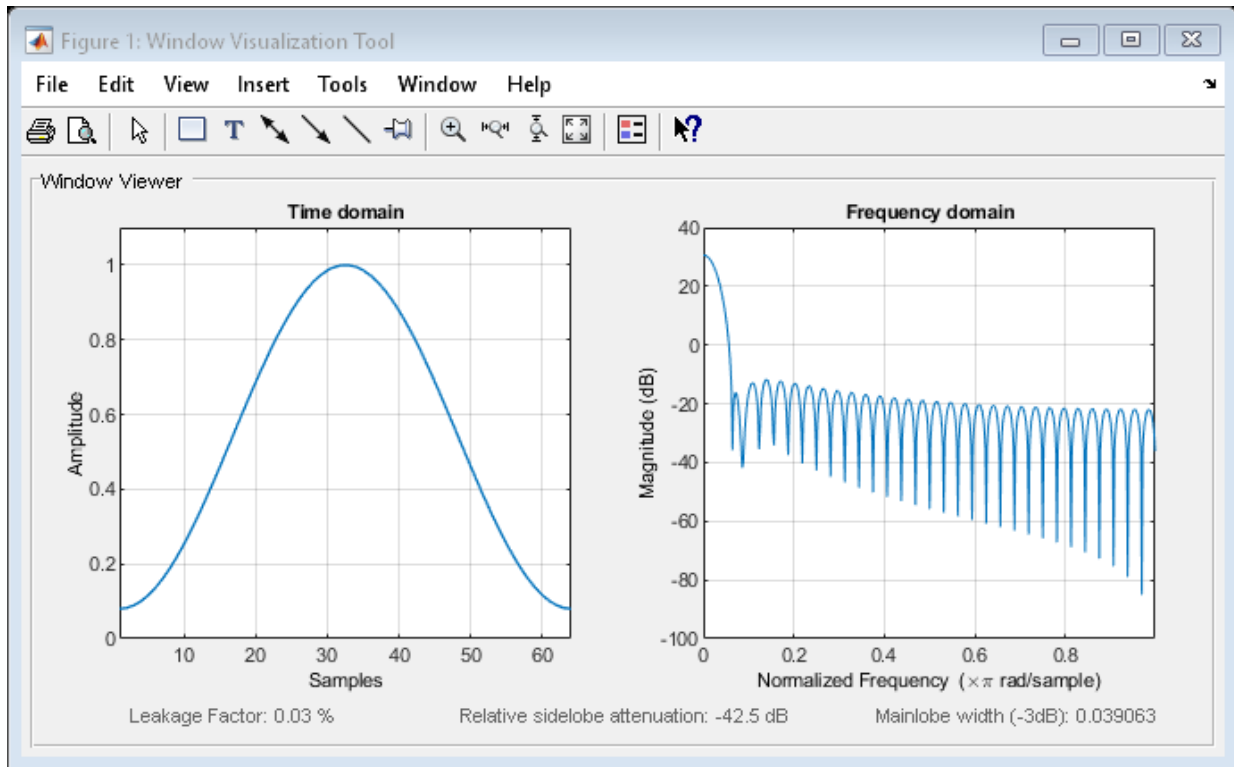 Figure 1: Window Visualization Tool
File Edit View Insert Tools Window Help
T
?
Window Viewer
Time domain
1
0.8
0.6
0.4
0.2
0
Amplitude
10 20 30 40 50 60
Samples
Frequency domain
40
20
0
-20
-40
-60
-80
-100
Magnitude (dB)
0 0.2 0.4 0.6 0.8
Normalized Frequency (×π rad/sample)
Leakage Factor: 0.03 %
Relative sidelobe attenuation: -42.5 dB
Mainlobe width (-3dB): 0.039063